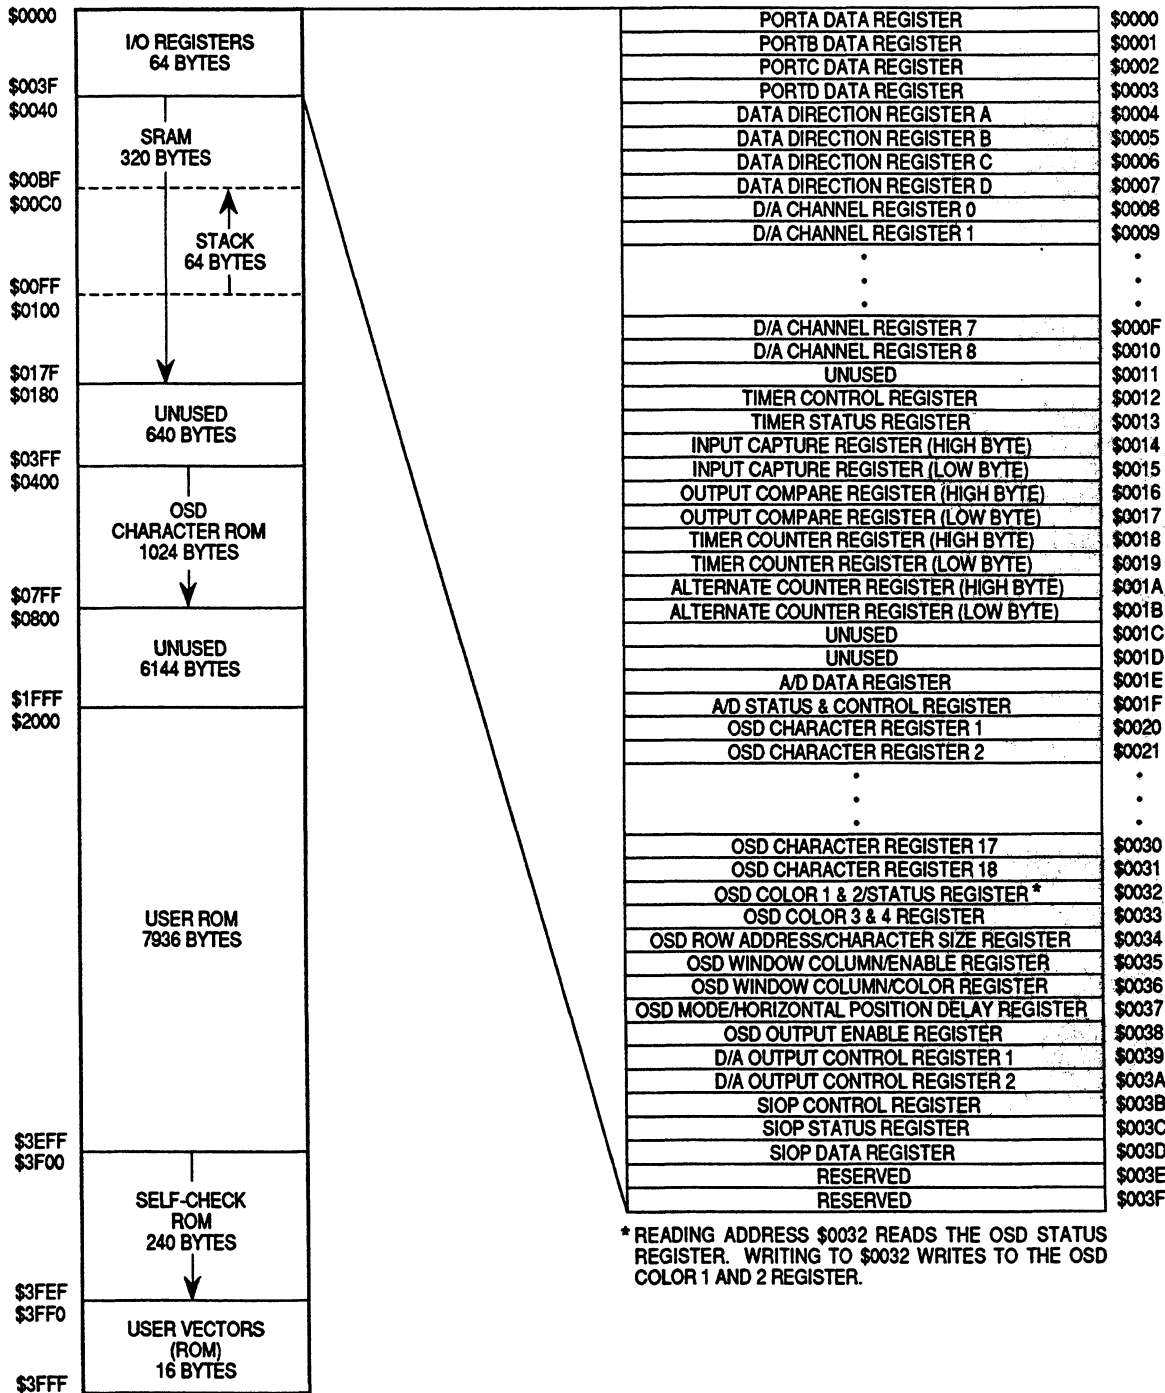 $0000
I/O REGISTERS
64 BYTES
$003F
$0040
SRAM
320 BYTES
$00BF
$00C0
STACK
64 BYTES
$00FF
$0100
$017F
$0180
UNUSED
640 BYTES
$03FF
$0400
OSD
CHARACTER ROM
1024 BYTES
$07FF
$0800
UNUSED
6144 BYTES
$1FFF
$2000
USER ROM
7936 BYTES
$3EFF
$3F00
SELF-CHECK
ROM
240 BYTES
$3FEF
$3FF0
USER VECTORS
(ROM)
16 BYTES
$3FFF
PORTA DATA REGISTER $0000
PORTB DATA REGISTER $0001
PORTC DATA REGISTER $0002
PORTD DATA REGISTER $0003
DATA DIRECTION REGISTER A $0004
DATA DIRECTION REGISTER B $0005
DATA DIRECTION REGISTER C $0006
DATA DIRECTION REGISTER D $0007
D/A CHANNEL REGISTER 0 $0008
D/A CHANNEL REGISTER 1 $0009
• •
• •
• •
D/A CHANNEL REGISTER 7 $000F
D/A CHANNEL REGISTER 8 $0010
UNUSED $0011
TIMER CONTROL REGISTER $0012
TIMER STATUS REGISTER $0013
INPUT CAPTURE REGISTER (HIGH BYTE) $0014
INPUT CAPTURE REGISTER (LOW BYTE) $0015
OUTPUT COMPARE REGISTER (HIGH BYTE) $0016
OUTPUT COMPARE REGISTER (LOW BYTE) $0017
TIMER COUNTER REGISTER (HIGH BYTE) $0018
TIMER COUNTER REGISTER (LOW BYTE) $0019
ALTERNATE COUNTER REGISTER (HIGH BYTE) $001A
ALTERNATE COUNTER REGISTER (LOW BYTE) $001B
UNUSED $001C
UNUSED $001D
A/D DATA REGISTER $001E
A/D STATUS & CONTROL REGISTER $001F
OSD CHARACTER REGISTER 1 $0020
OSD CHARACTER REGISTER 2 $0021
• •
• •
• •
OSD CHARACTER REGISTER 17 $0030
OSD CHARACTER REGISTER 18 $0031
OSD COLOR 1 & 2/STATUS REGISTER * $0032
OSD COLOR 3 & 4 REGISTER $0033
OSD ROW ADDRESS/CHARACTER SIZE REGISTER $0034
OSD WINDOW COLUMN/ENABLE REGISTER $0035
OSD WINDOW COLUMN/COLOR REGISTER $0036
OSD MODE/HORIZONTAL POSITION DELAY REGISTER $0037
OSD OUTPUT ENABLE REGISTER $0038
D/A OUTPUT CONTROL REGISTER 1 $0039
D/A OUTPUT CONTROL REGISTER 2 $003A
SIOP CONTROL REGISTER $003B
SIOP STATUS REGISTER $003C
SIOP DATA REGISTER $003D
RESERVED $003E
RESERVED $003F
* READING ADDRESS $0032 READS THE OSD STATUS
REGISTER. WRITING TO $0032 WRITES TO THE OSD
COLOR 1 AND 2 REGISTER.